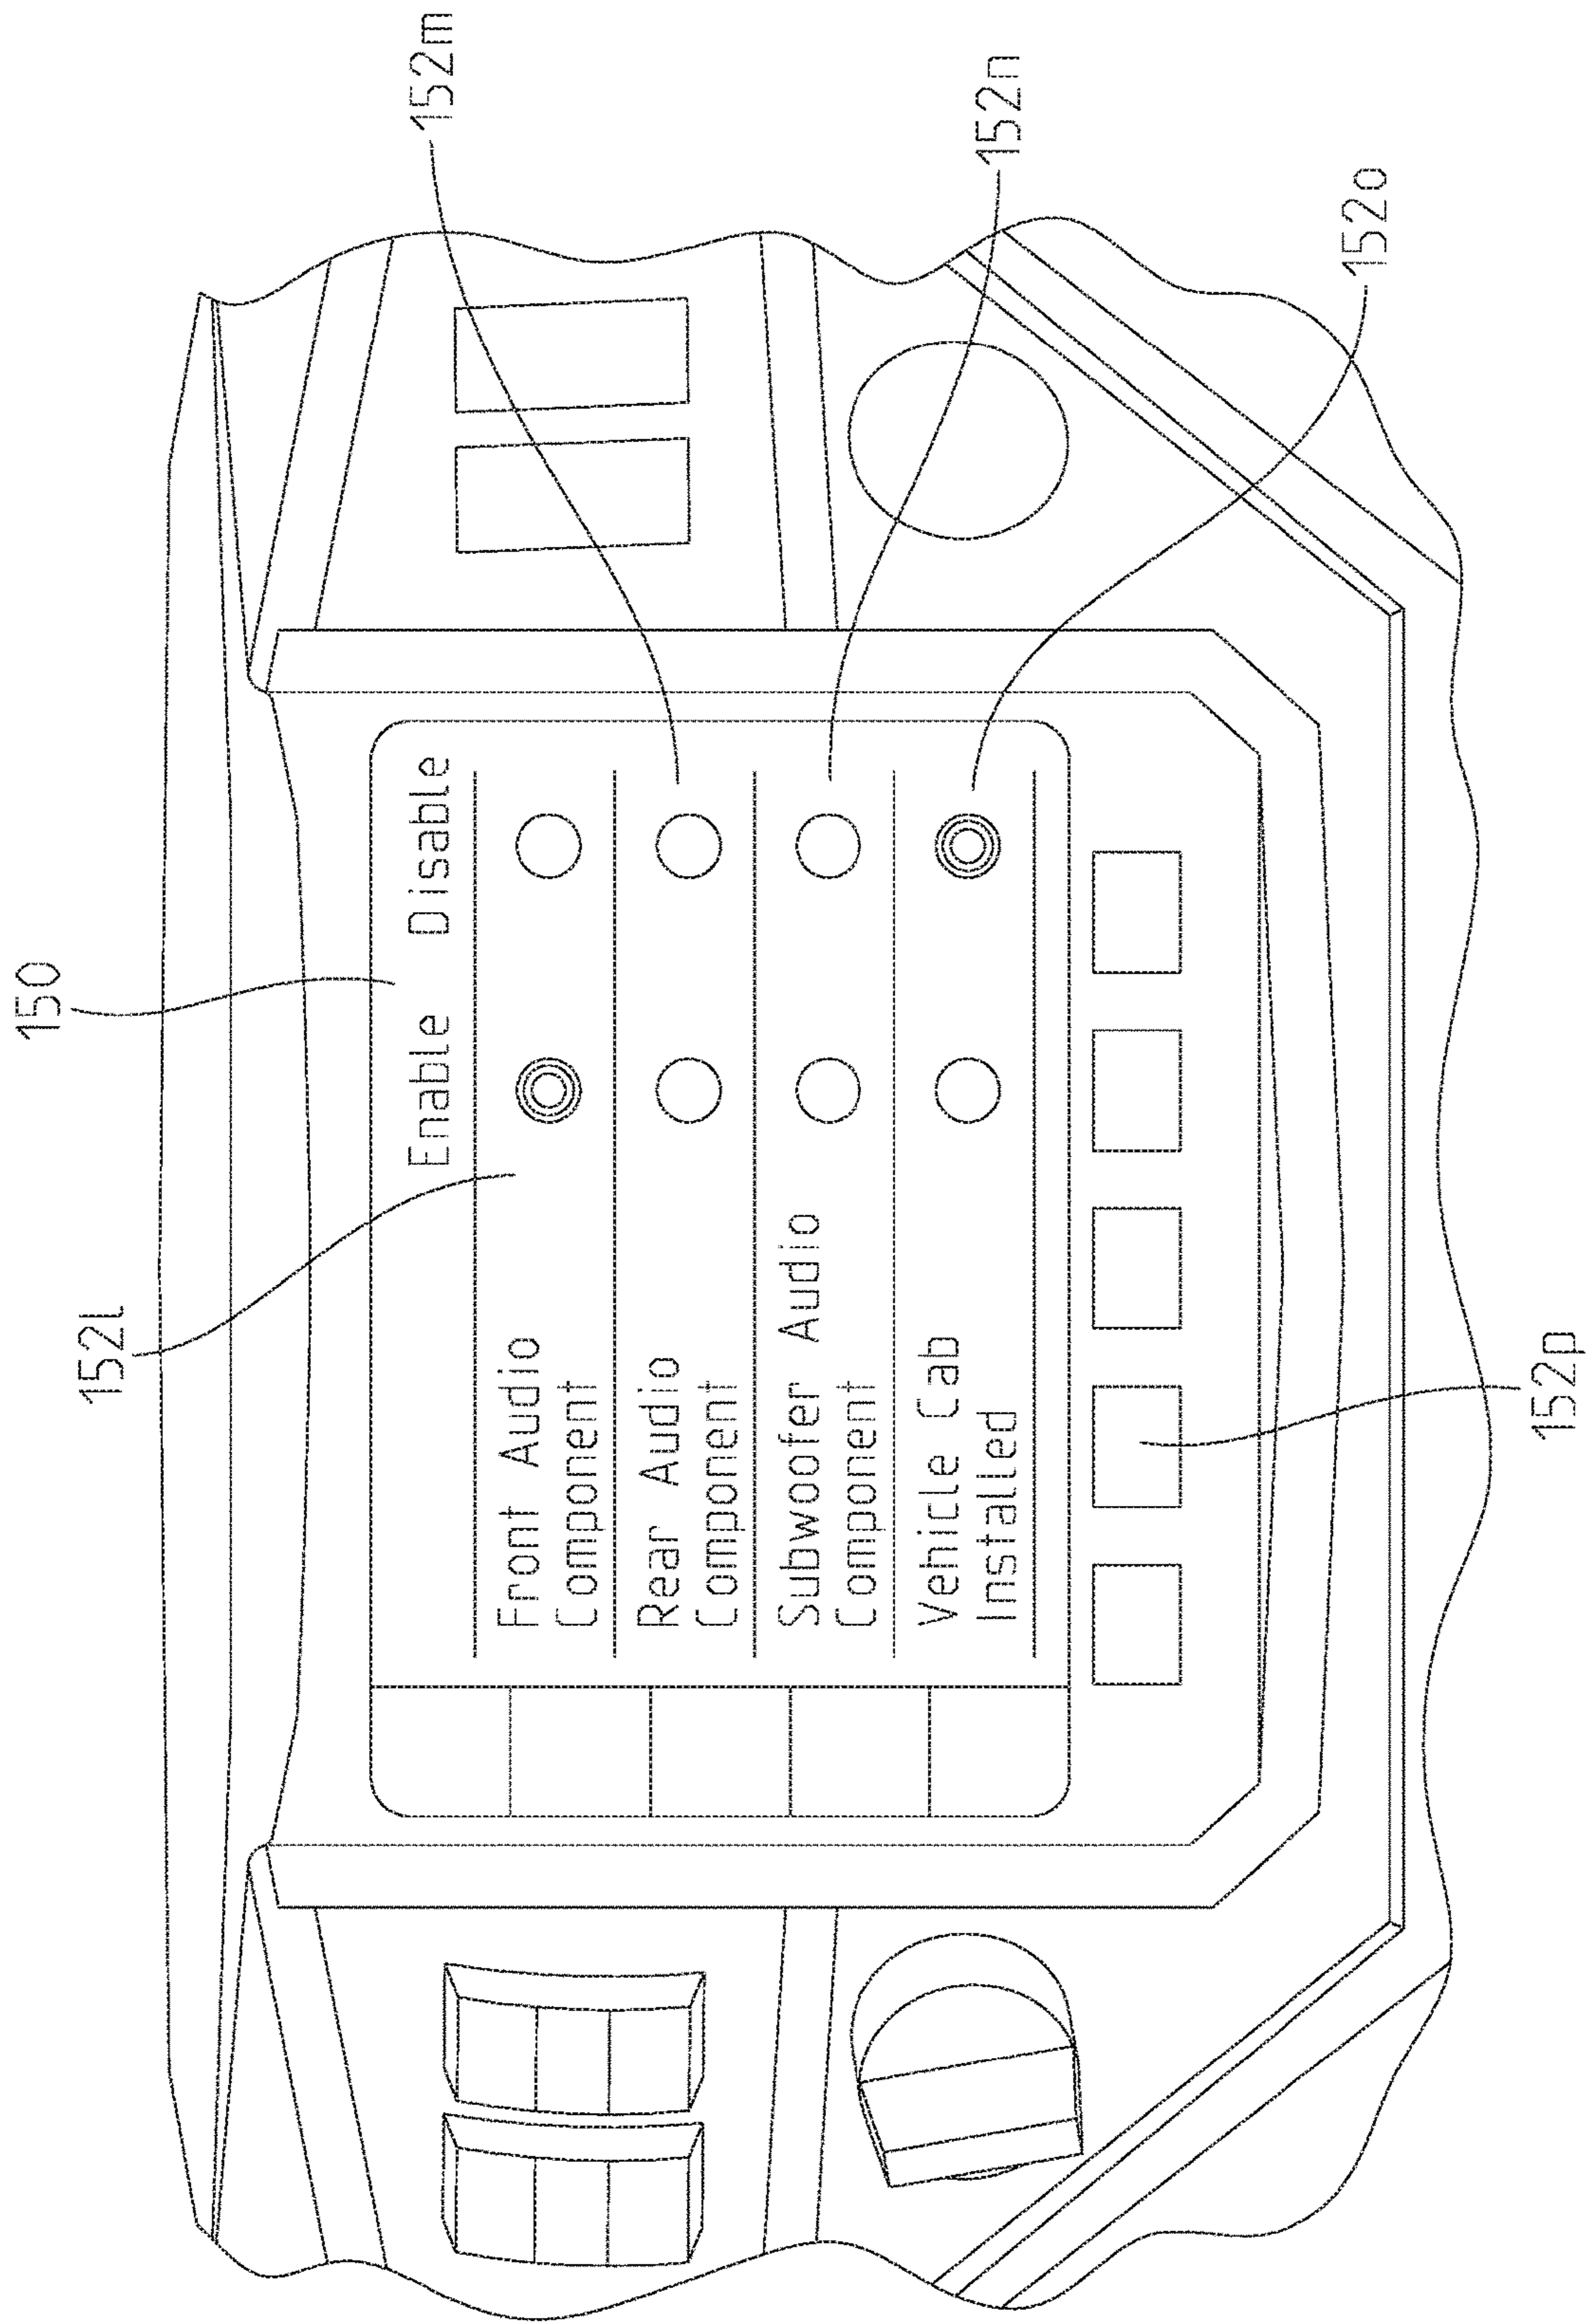 150
152l
152m
152n
152o
152p
Enable Disable
Front Audio
Component
Rear Audio
Component
Subwoofer Audio
Component
Vehicle Cab
Installed